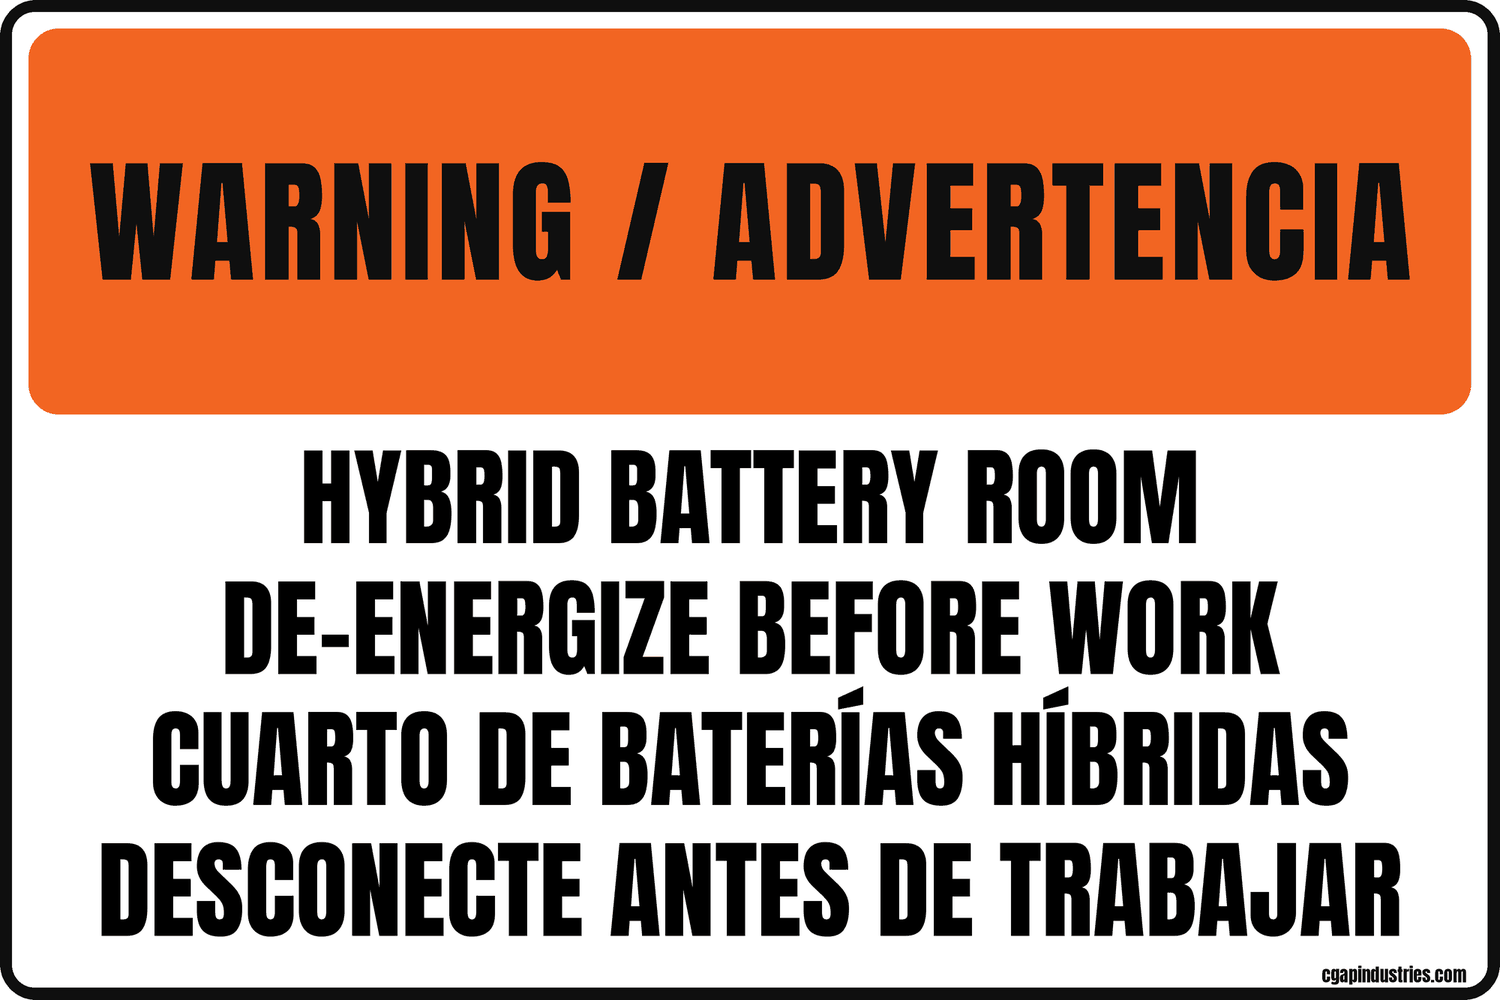 WARNING / ADVERTENCIA
HYBRID BATTERY ROOM
DE-ENERGIZE BEFORE WORK
CUARTO DE BATERÍAS HÍBRIDAS
DESCONECTE ANTES DE TRABAJAR
cgapindustries.com